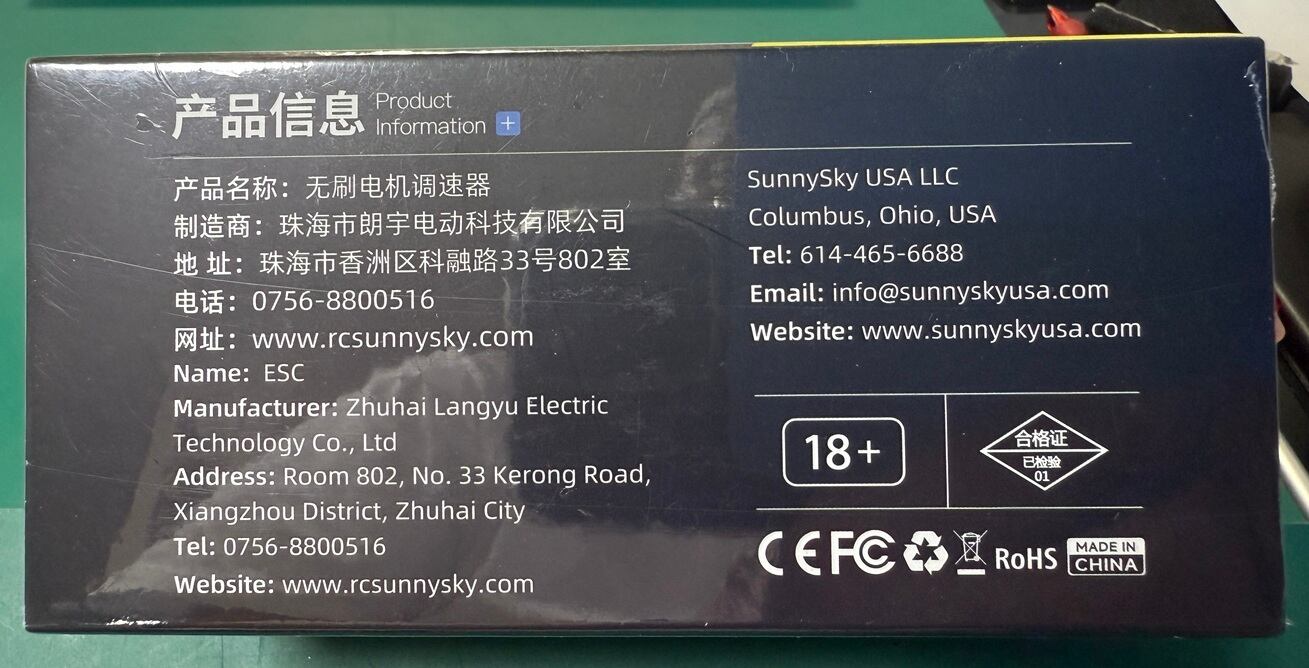 产品信息 Product Information +
产品名称：无刷电机调速器
制造商：珠海市朗宇电动科技有限公司
地 址：珠海市香洲区科融路33号802室
电话：0756-8800516
网址：www.rcsunnysky.com
Name: ESC
Manufacturer: Zhuhai Langyu Electric
Technology Co., Ltd
Address: Room 802, No. 33 Kerong Road,
Xiangzhou District, Zhuhai City
Tel: 0756-8800516
Website: www.rcsunnysky.com
SunnySky USA LLC
Columbus, Ohio, USA
Tel: 614-465-6688
Email: info@sunnyskyusa.com
Website: www.sunnyskyusa.com
18+
合格证
已检验
01
CE FC RoHS MADE IN
CHINA